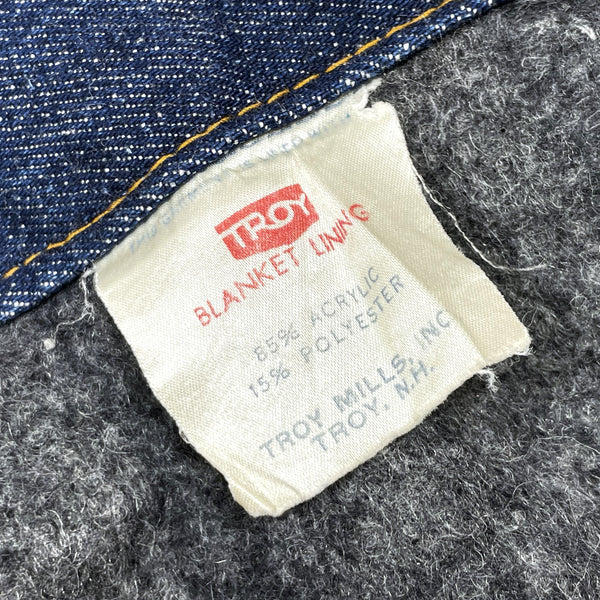 TROY
BLANKET LINING
85% ACRYLIC
15% POLYESTER
TROY MILLS, INC
TROY, N.H.